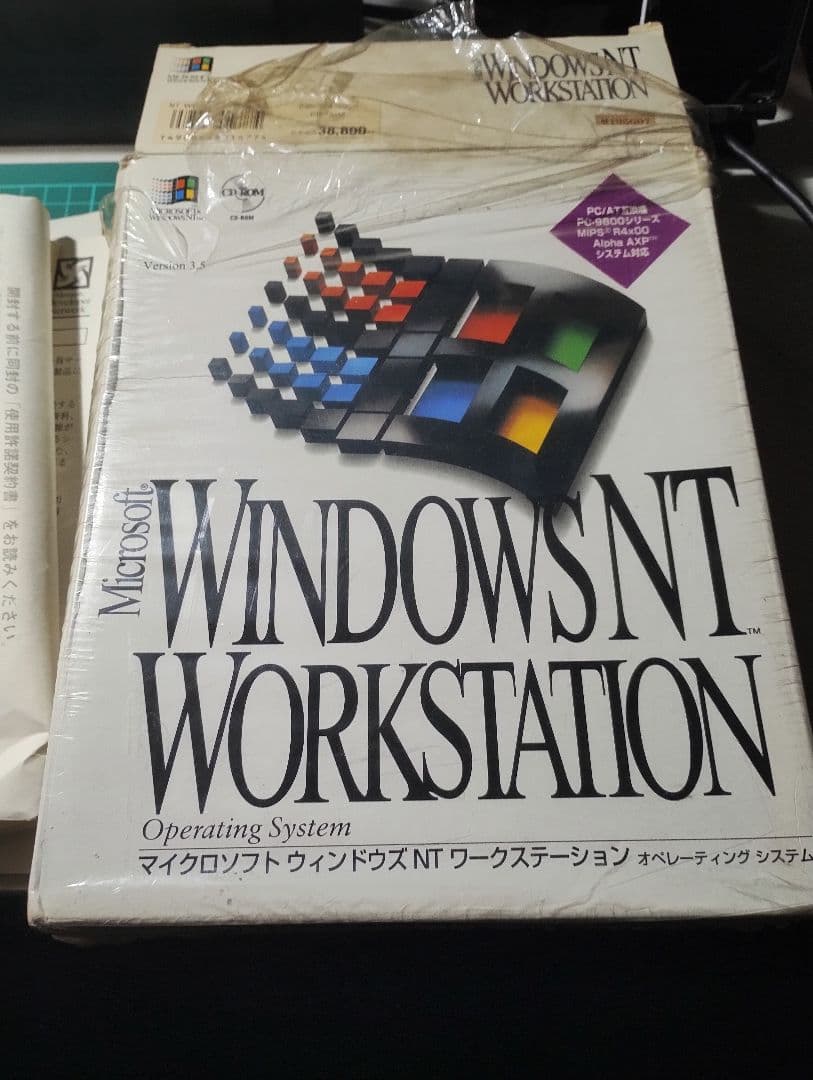 WINDOWS NT
WORKSTATION
38,800
MICROSOFT®
WINDOWS NT™
CD-ROM
CD-ROM
Version 3.5
PC/AT互換機
PC-9800シリーズ
MIPS® R4x00
Alpha AXP™
システム対応
Microsoft®
WINDOWS NT™
WORKSTATION
Operating System
マイクロソフト ウィンドウズ NT ワークステーション オペレーティング システム
開封する前に同封の「使用許諾契約書」をお読みください。